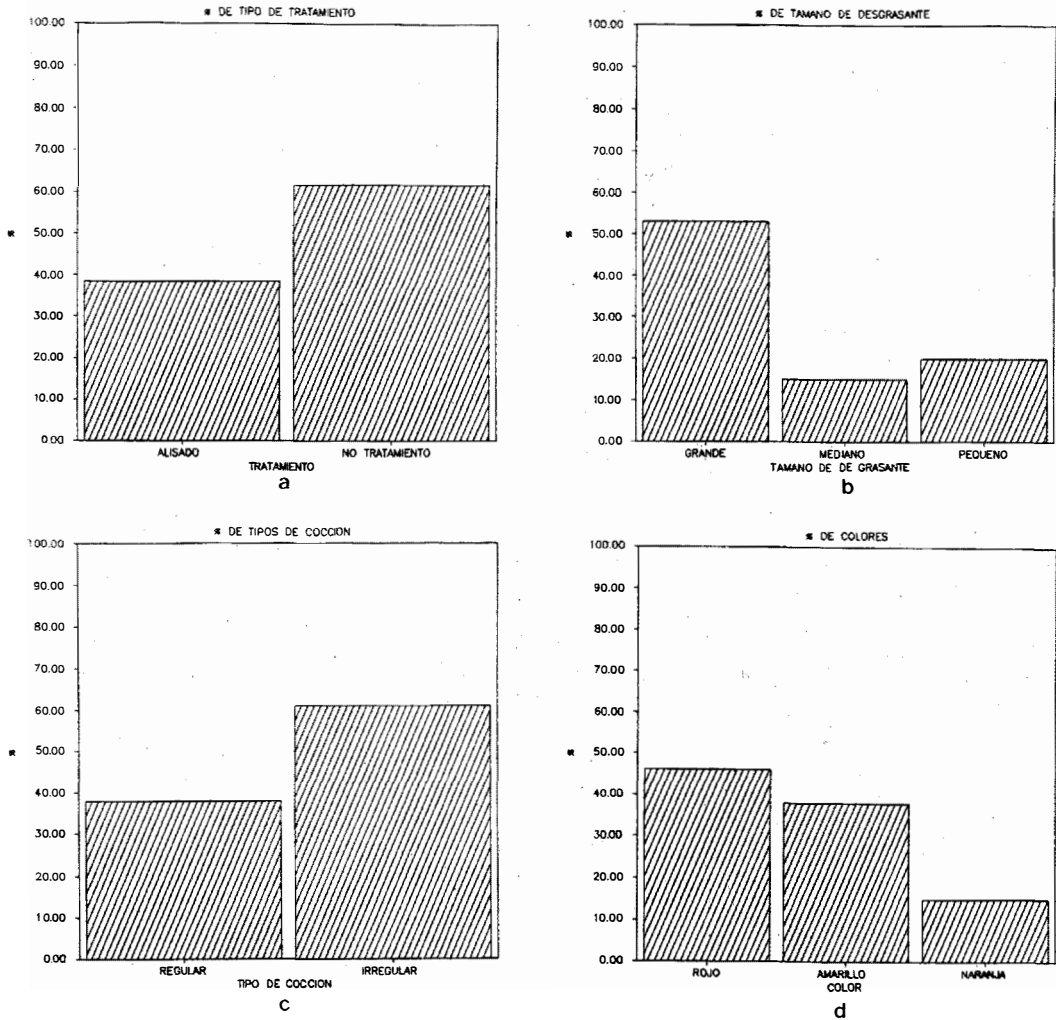 % DE TIPO DE TRATAMIENTO
100.00
90.00
80.00
70.00
60.00
50.00
%
40.00
30.00
20.00
10.00
0.00
ALISADO
NO TRATAMIENTO
TRATAMIENTO
a
% DE TAMANO DE DESGRASANTE
100.00
90.00
80.00
70.00
60.00
50.00
%
40.00
30.00
20.00
10.00
0.00
GRANDE
MEDIANO
PEQUENO
TAMANO DE DE GRASANTE
b
% DE TIPOS DE COCCION
100.00
90.00
80.00
70.00
60.00
50.00
%
40.00
30.00
20.00
10.00
0.00
REGULAR
IRREGULAR
TIPO DE COCCION
c
% DE COLORES
100.00
90.00
80.00
70.00
60.00
50.00
%
40.00
30.00
20.00
10.00
0.00
ROJO
AMARILLO
NARANJA
COLOR
d